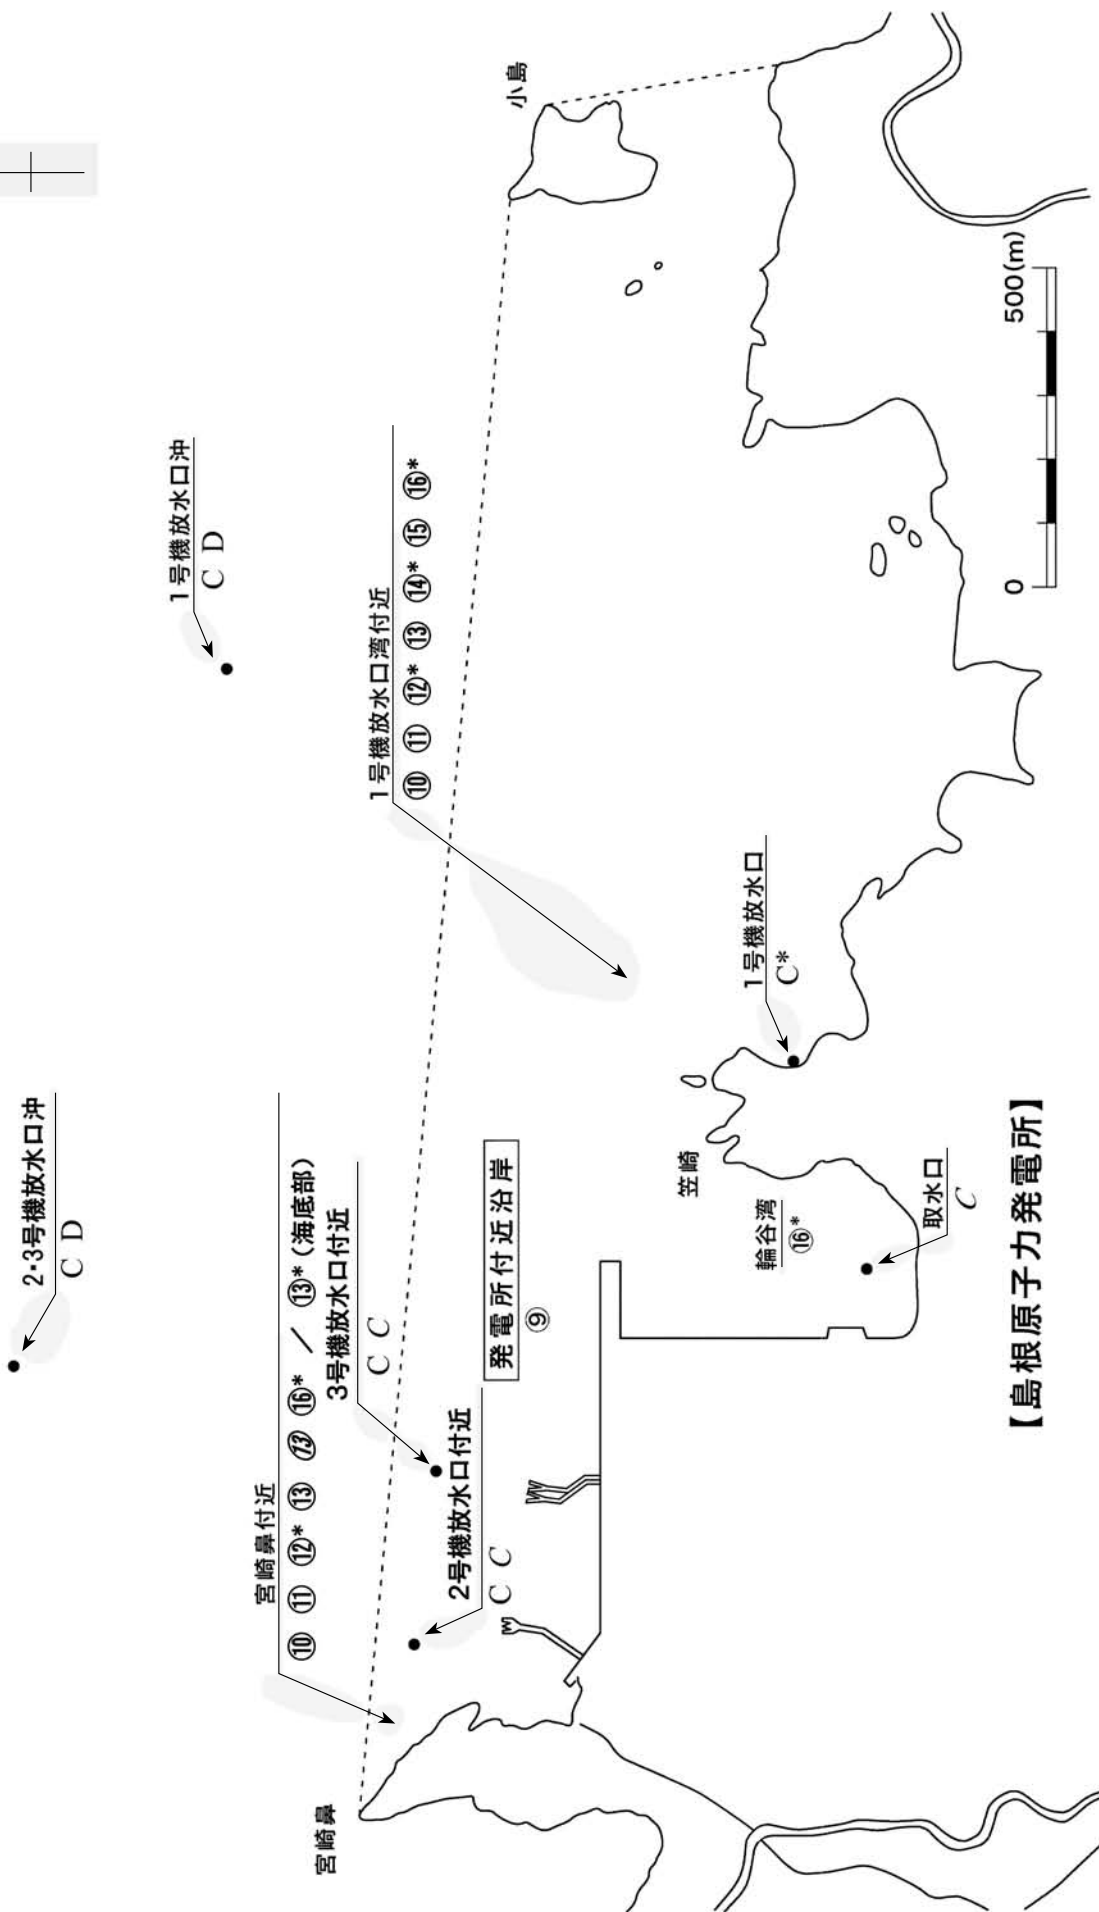 2・3号機放水口沖
C D
1号機放水口沖
C D
小島
宮崎鼻付近
⑩ ⑪ ⑫* ⑬ ⑬ ⑯* ／ ⑬*(海底部)
1号機放水口湾付近
⑩ ⑪ ⑫* ⑬ ⑭* ⑮ ⑯*
宮崎鼻
3号機放水口付近
C C
2号機放水口付近
C C
発電所付近沿岸
⑨
笠崎
1号機放水口
C*
輪谷湾
⑯*
取水口
C
【島根原子力発電所】
0 500(m)